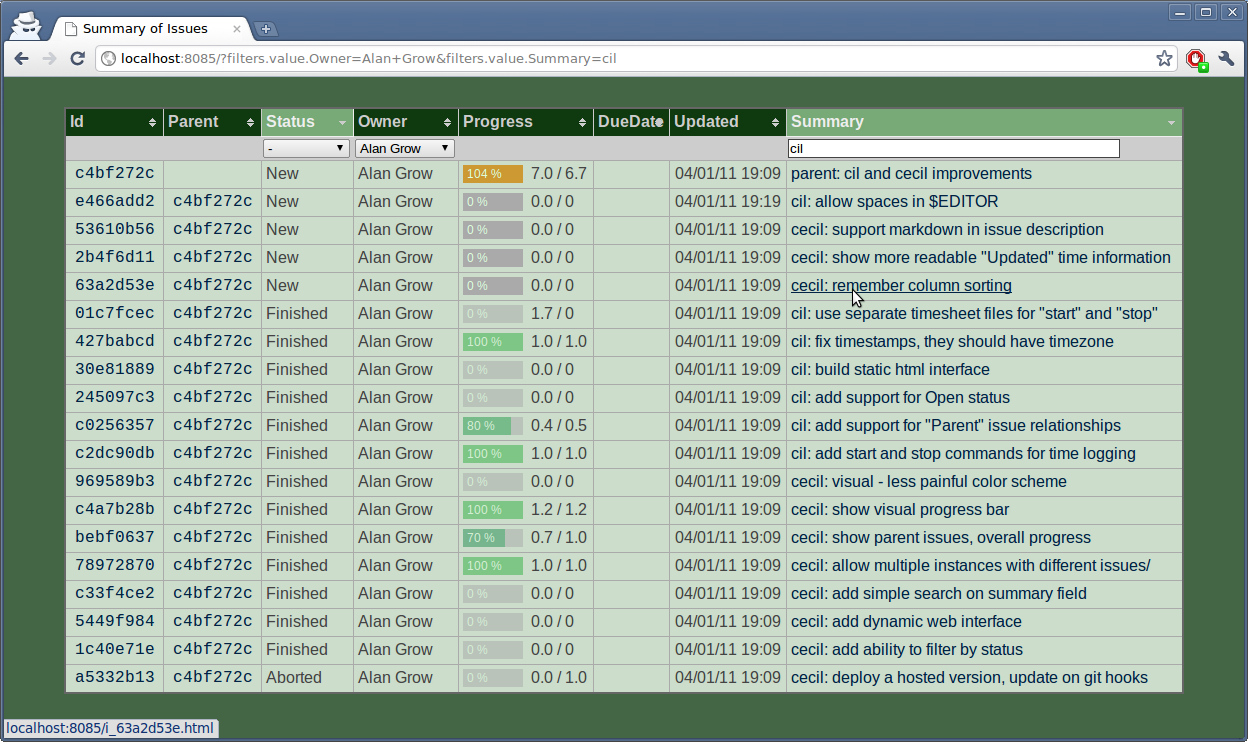 Summary of Issues
localhost:8085/?filters.value.Owner=Alan+Grow&filters.value.Summary=cil
Id Parent Status Owner Progress DueDate Updated Summary
- Alan Grow cil
c4bf272c New Alan Grow 104 % 7.0 / 6.7 04/01/11 19:09 parent: cil and cecil improvements
e466add2 c4bf272c New Alan Grow 0 % 0.0 / 0 04/01/11 19:19 cil: allow spaces in $EDITOR
53610b56 c4bf272c New Alan Grow 0 % 0.0 / 0 04/01/11 19:09 cecil: support markdown in issue description
2b4f6d11 c4bf272c New Alan Grow 0 % 0.0 / 0 04/01/11 19:09 cecil: show more readable "Updated" time information
63a2d53e c4bf272c New Alan Grow 0 % 0.0 / 0 04/01/11 19:09 cecil: remember column sorting
01c7fcec c4bf272c Finished Alan Grow 0 % 1.7 / 0 04/01/11 19:09 cil: use separate timesheet files for "start" and "stop"
427babcd c4bf272c Finished Alan Grow 100 % 1.0 / 1.0 04/01/11 19:09 cil: fix timestamps, they should have timezone
30e81889 c4bf272c Finished Alan Grow 0 % 0.0 / 0 04/01/11 19:09 cil: build static html interface
245097c3 c4bf272c Finished Alan Grow 0 % 0.0 / 0 04/01/11 19:09 cil: add support for Open status
c0256357 c4bf272c Finished Alan Grow 80 % 0.4 / 0.5 04/01/11 19:09 cil: add support for "Parent" issue relationships
c2dc90db c4bf272c Finished Alan Grow 100 % 1.0 / 1.0 04/01/11 19:09 cil: add start and stop commands for time logging
969589b3 c4bf272c Finished Alan Grow 0 % 0.0 / 0 04/01/11 19:09 cecil: visual - less painful color scheme
c4a7b28b c4bf272c Finished Alan Grow 100 % 1.2 / 1.2 04/01/11 19:09 cecil: show visual progress bar
bebf0637 c4bf272c Finished Alan Grow 70 % 0.7 / 1.0 04/01/11 19:09 cecil: show parent issues, overall progress
78972870 c4bf272c Finished Alan Grow 100 % 1.0 / 1.0 04/01/11 19:09 cecil: allow multiple instances with different issues/
c33f4ce2 c4bf272c Finished Alan Grow 0 % 0.0 / 0 04/01/11 19:09 cecil: add simple search on summary field
5449f984 c4bf272c Finished Alan Grow 0 % 0.0 / 0 04/01/11 19:09 cecil: add dynamic web interface
1c40e71e c4bf272c Finished Alan Grow 0 % 0.0 / 0 04/01/11 19:09 cecil: add ability to filter by status
a5332b13 c4bf272c Aborted Alan Grow 0 % 0.0 / 1.0 04/01/11 19:09 cecil: deploy a hosted version, update on git hooks
localhost:8085/i_63a2d53e.html